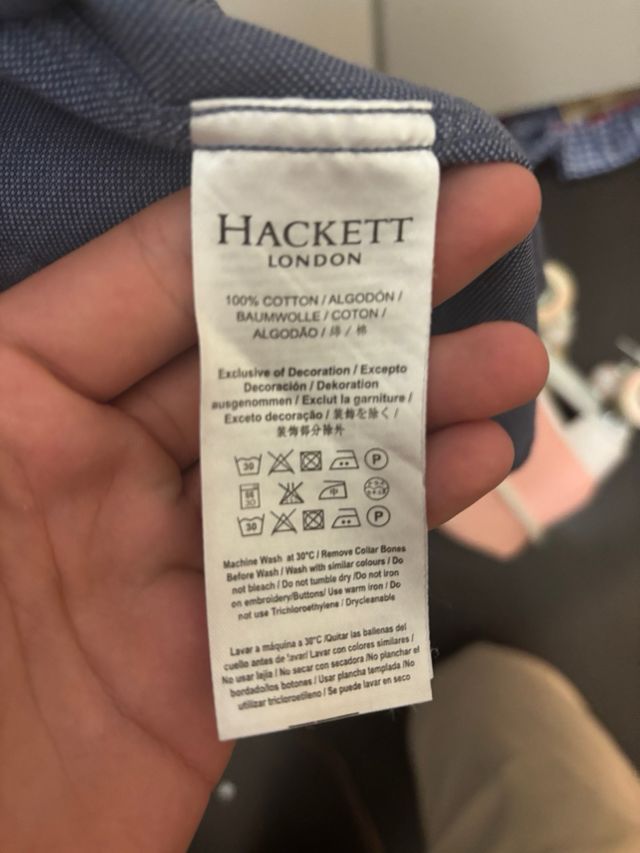 HACKETT
LONDON
100% COTTON / ALGODÓN /
BAUMWOLLE / COTON /
ALGODÃO / 綿 / 棉
Exclusive of Decoration / Excepto
Decoración / Dekoration
ausgenommen / Exclut la garniture /
Exceto decoração / 装飾を除く /
装饰部分除外
30 P
30 中
30 P
Machine Wash at 30°C / Remove Collar Bones
Before Wash / Wash with similar colours / Do
not bleach / Do not tumble dry /Do not iron
on embroidery/Buttons/ Use warm iron / Do
not use Trichloroethylene / Drycleanable
Lavar a máquina a 30°C /Quitar las ballenas del
cuello antes de lavar/ Lavar con colores similares /
No usar lejía / No secar con secadora /No planchar el
bordado/los botones / Usar plancha templada /No
utilizar tricloroetileno / Se puede lavar en seco